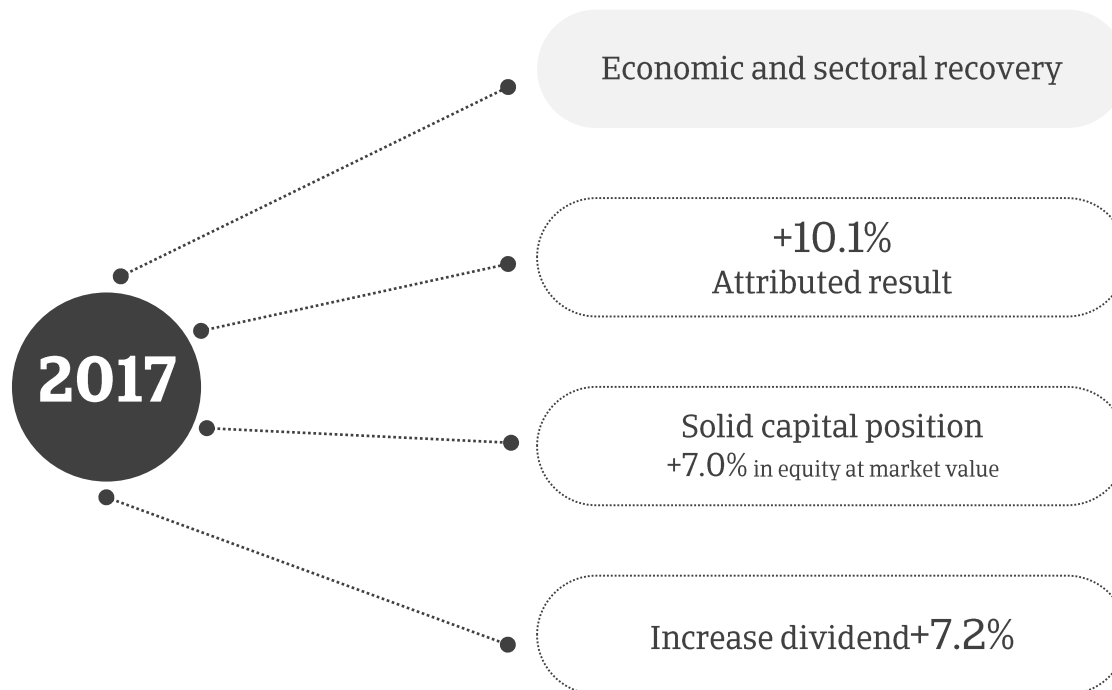 Economic and sectoral recovery
+10.1%
Attributed result
2017
Solid capital position
+7.0% in equity at market value
Increase dividend+7.2%